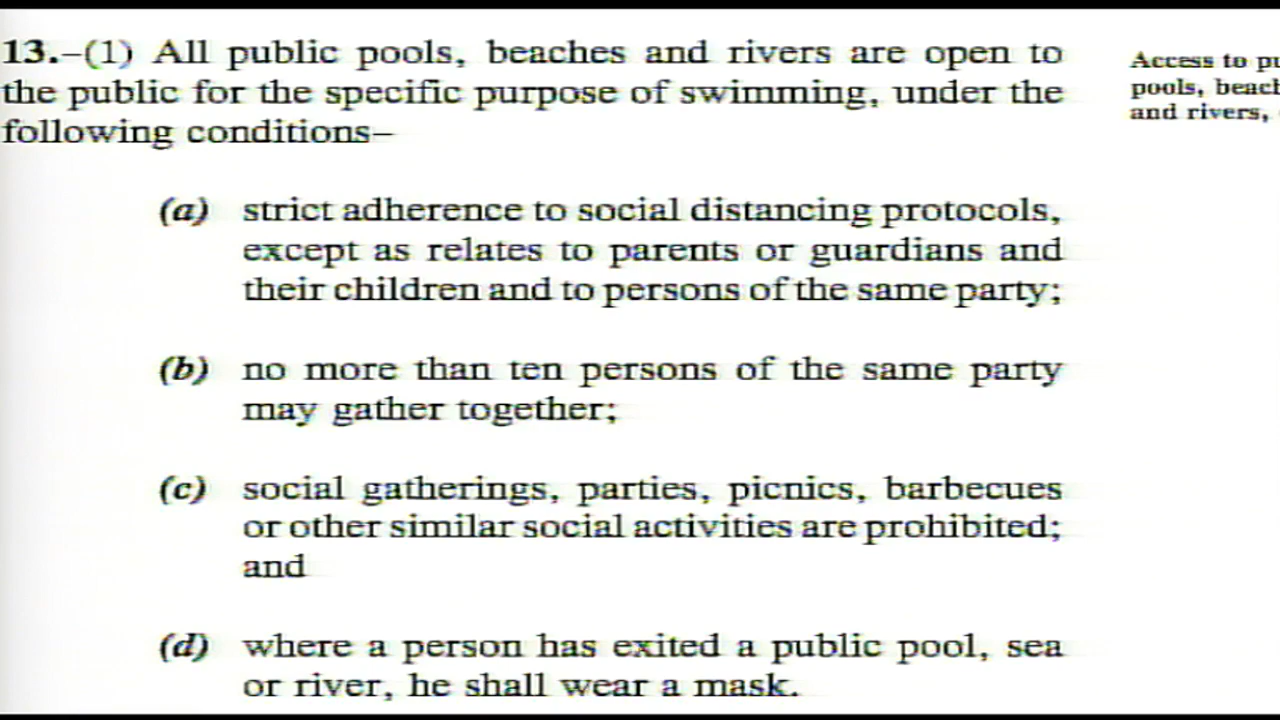 13.–(1) All public pools, beaches and rivers are open to
the public for the specific purpose of swimming, under the
following conditions–
(a) strict adherence to social distancing protocols,
except as relates to parents or guardians and
their children and to persons of the same party;
(b) no more than ten persons of the same party
may gather together;
(c) social gatherings, parties, picnics, barbecues
or other similar social activities are prohibited;
and
(d) where a person has exited a public pool, sea
or river, he shall wear a mask.
Access to
pools,
and rivers,